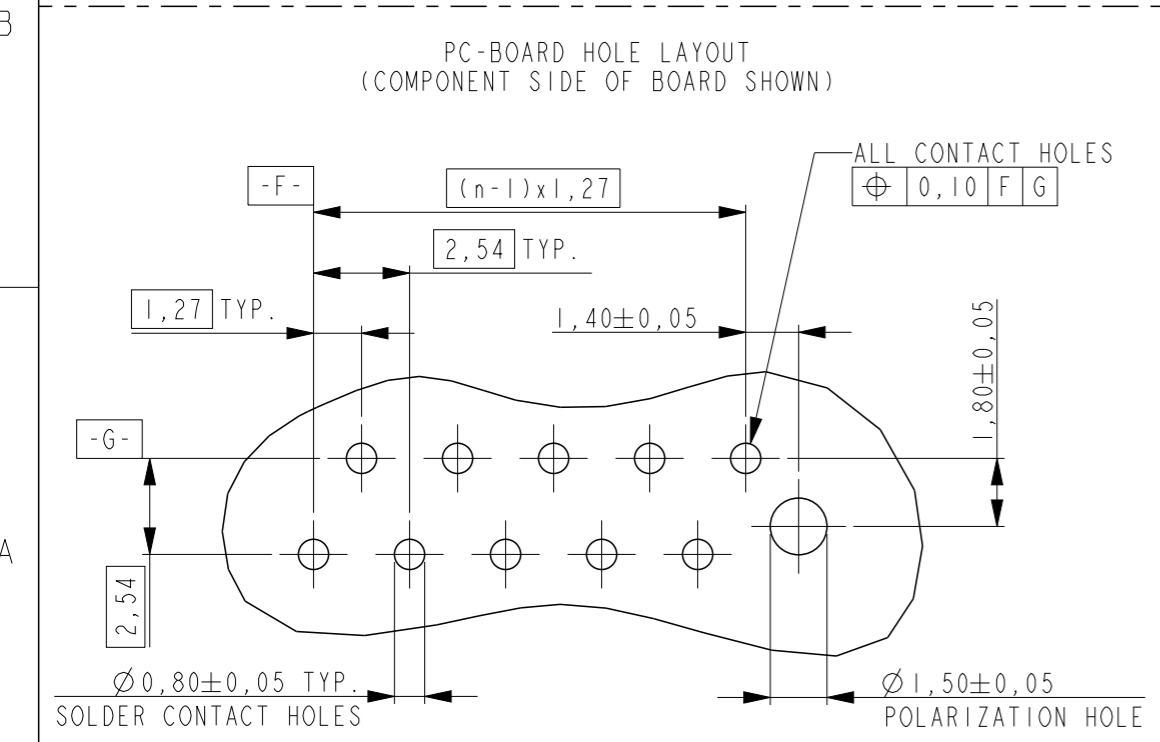 B
PC-BOARD HOLE LAYOUT
(COMPONENT SIDE OF BOARD SHOWN)
ALL CONTACT HOLES
-F-
(n-1)x1,27
⌖ 0,10 F G
2,54 TYP.
1,27 TYP.
1,40±0,05
1,80±0,05
-G-
A
2,54
Ø0,80±0,05 TYP.
SOLDER CONTACT HOLES
Ø1,50±0,05
POLARIZATION HOLE